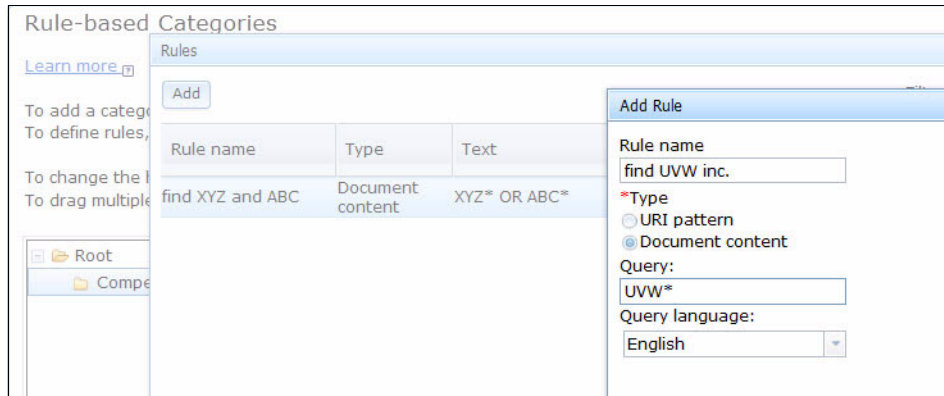 Rule-based Categories
Learn more
To add a catego
To define rules,
To change the h
To drag multiple
Root
Compe
Rules
Add
Rule name Type Text
find XYZ and ABC Document content XYZ* OR ABC*
Add Rule
Rule name
find UVW inc.
*Type
URI pattern
Document content
Query:
UVW*
Query language:
English